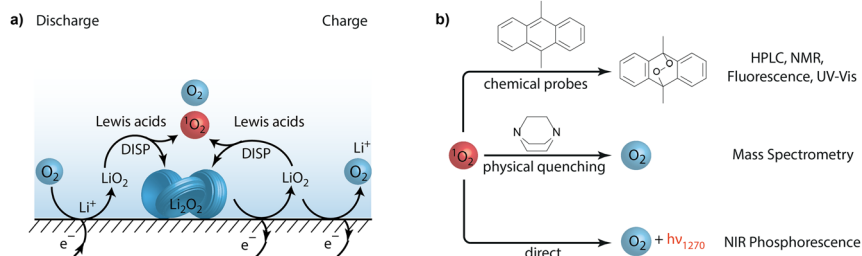 a) Discharge Charge
O₂
Lewis acids ¹O₂ Lewis acids
DISP DISP
Li⁺
O₂ LiO₂ LiO₂ O₂
Li₂O₂
Li⁺
e⁻ e⁻ e⁻
b)
chemical probes
O
O
HPLC, NMR,
Fluorescence, UV-Vis
¹O₂
N N
physical quenching
O₂
Mass Spectrometry
direct
O₂ + hν₁₂₇₀
NIR Phosphorescence